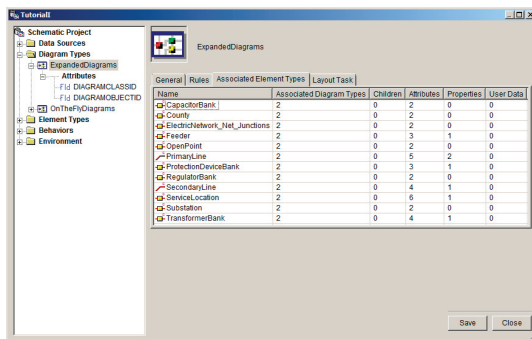 TutorialI
Schematic Project
Data Sources
Diagram Types
ExpandedDiagrams
Attributes
Fld DIAGRAMCLASSID
Fld DIAGRAMOBJECTID
OnTheFlyDiagrams
Element Types
Behaviors
Environment
ExpandedDiagrams
General Rules Associated Element Types Layout Task
Name Associated Diagram Types Children Attributes Properties User Data
CapacitorBank 2 0 2 0 0
County 2 0 2 0 0
ElectricNetwork_Net_Junctions 2 0 2 0 0
Feeder 2 0 3 1 0
OpenPoint 2 0 2 0 0
PrimaryLine 2 0 5 2 0
ProtectionDeviceBank 2 0 3 1 0
RegulatorBank 2 0 2 0 0
SecondaryLine 2 0 4 1 0
ServiceLocation 2 0 6 1 0
Substation 2 0 2 0 0
TransformerBank 2 0 4 1 0
Save Close